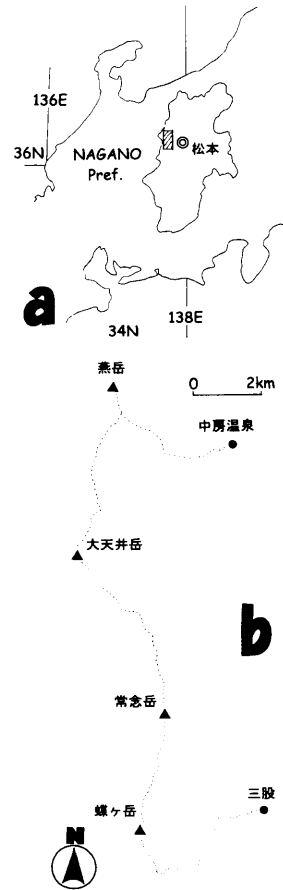 136E
36N
NAGANO
Pref.
松本
a
138E
34N
燕岳
0 2km
中房温泉
大天井岳
b
常念岳
三股
蝶ヶ岳
N